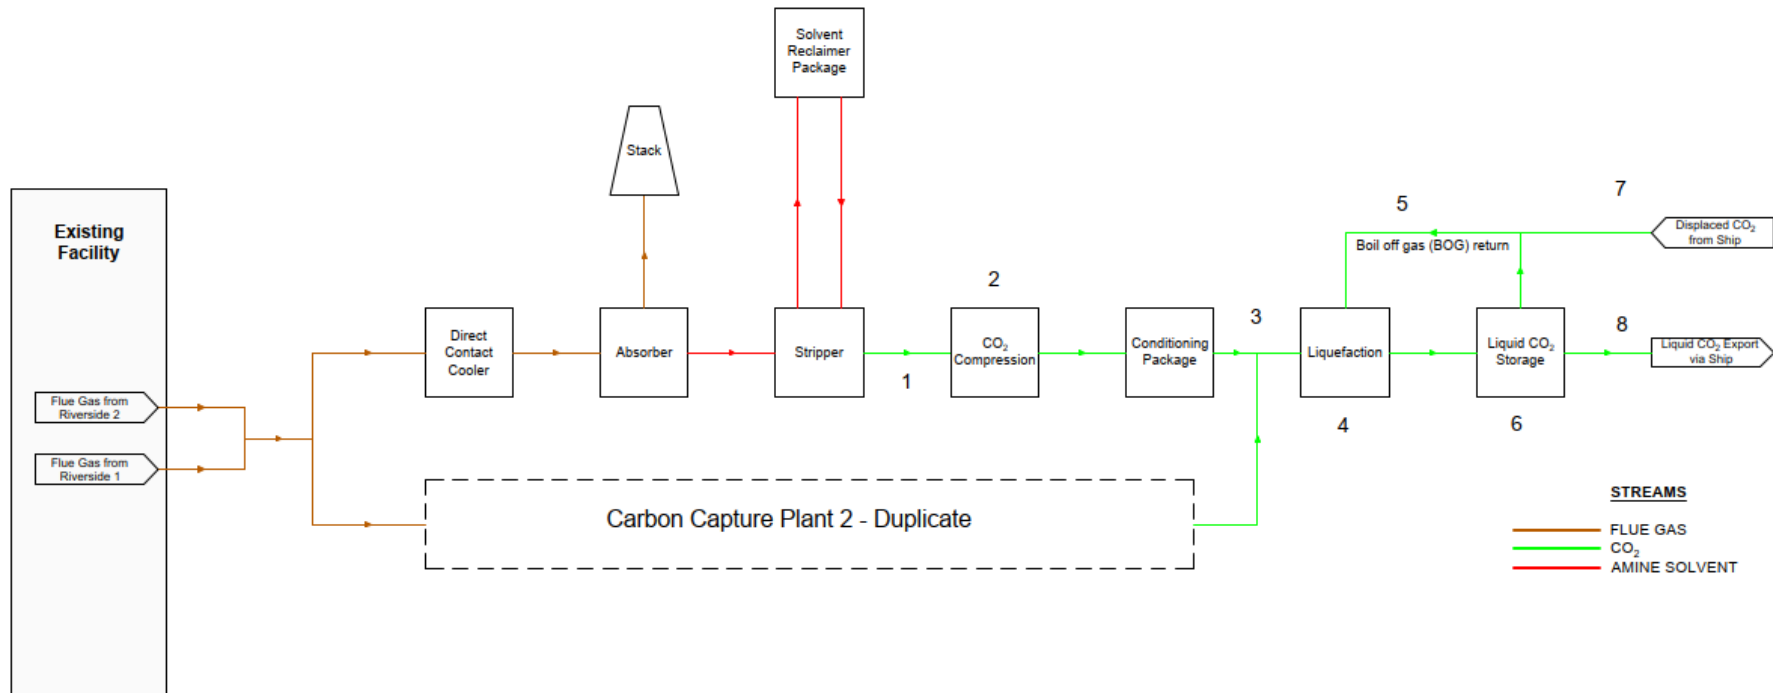 Solvent
Reclaimer
Package
Stack
Existing
Facility
Flue Gas from
Riverside 2
Flue Gas from
Riverside 1
Direct
Contact
Cooler
Absorber
Stripper
1
2
CO2
Compression
Conditioning
Package
3
Liquefaction
4
5
Boil off gas (BOG) return
Liquid CO2
Storage
6
7
Displaced CO2
from Ship
8
Liquid CO2 Export
via Ship
Carbon Capture Plant 2 - Duplicate
STREAMS
FLUE GAS
CO2
AMINE SOLVENT